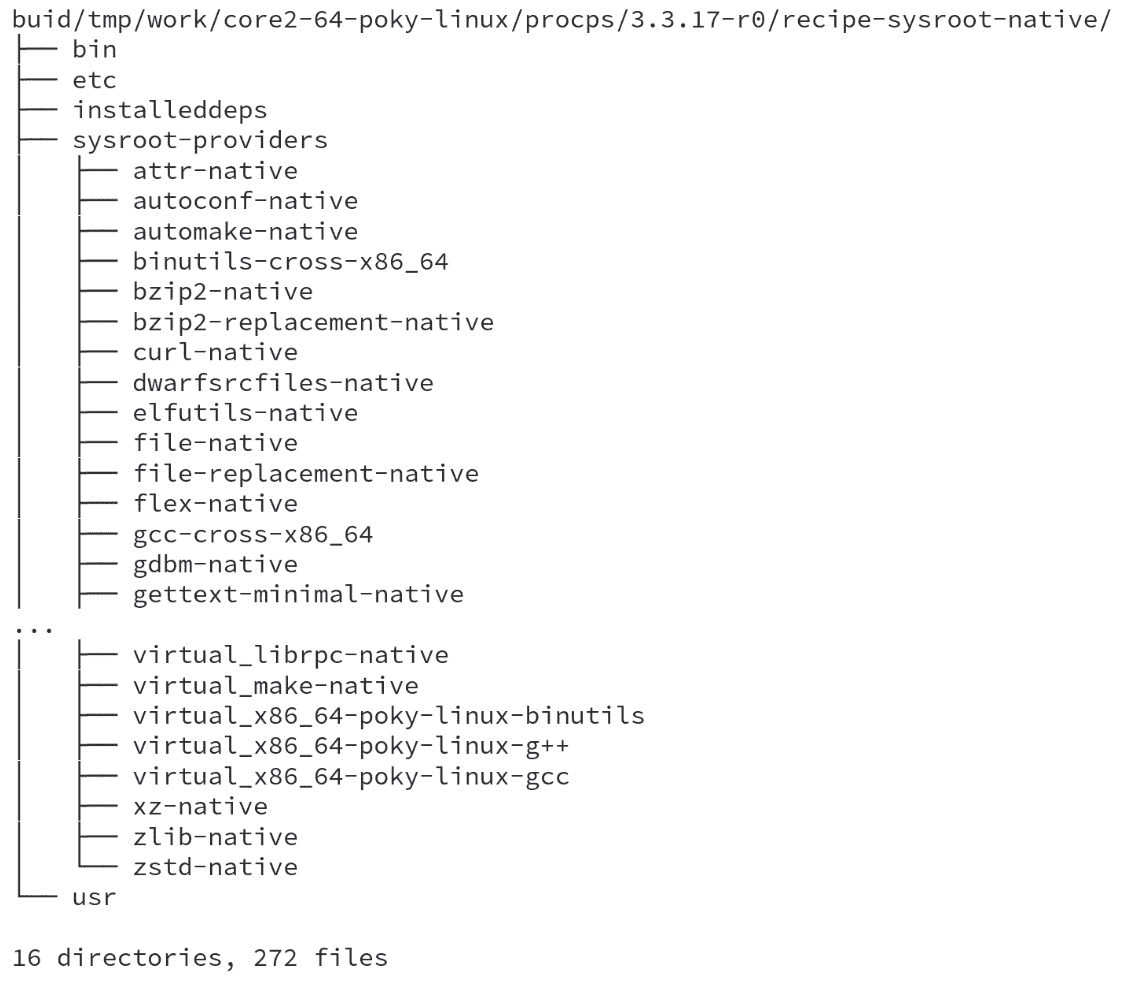 buid/tmp/work/core2-64-poky-linux/procps/3.3.17-r0/recipe-sysroot-native/
├── bin
├── etc
├── installeddeps
├── sysroot-providers
│   ├── attr-native
│   ├── autoconf-native
│   ├── automake-native
│   ├── binutils-cross-x86_64
│   ├── bzip2-native
│   ├── bzip2-replacement-native
│   ├── curl-native
│   ├── dwarfsrcfiles-native
│   ├── elfutils-native
│   ├── file-native
│   ├── file-replacement-native
│   ├── flex-native
│   ├── gcc-cross-x86_64
│   ├── gdbm-native
│   ├── gettext-minimal-native
...
│   ├── virtual_librpc-native
│   ├── virtual_make-native
│   ├── virtual_x86_64-poky-linux-binutils
│   ├── virtual_x86_64-poky-linux-g++
│   ├── virtual_x86_64-poky-linux-gcc
│   ├── xz-native
│   ├── zlib-native
│   └── zstd-native
└── usr
16 directories, 272 files